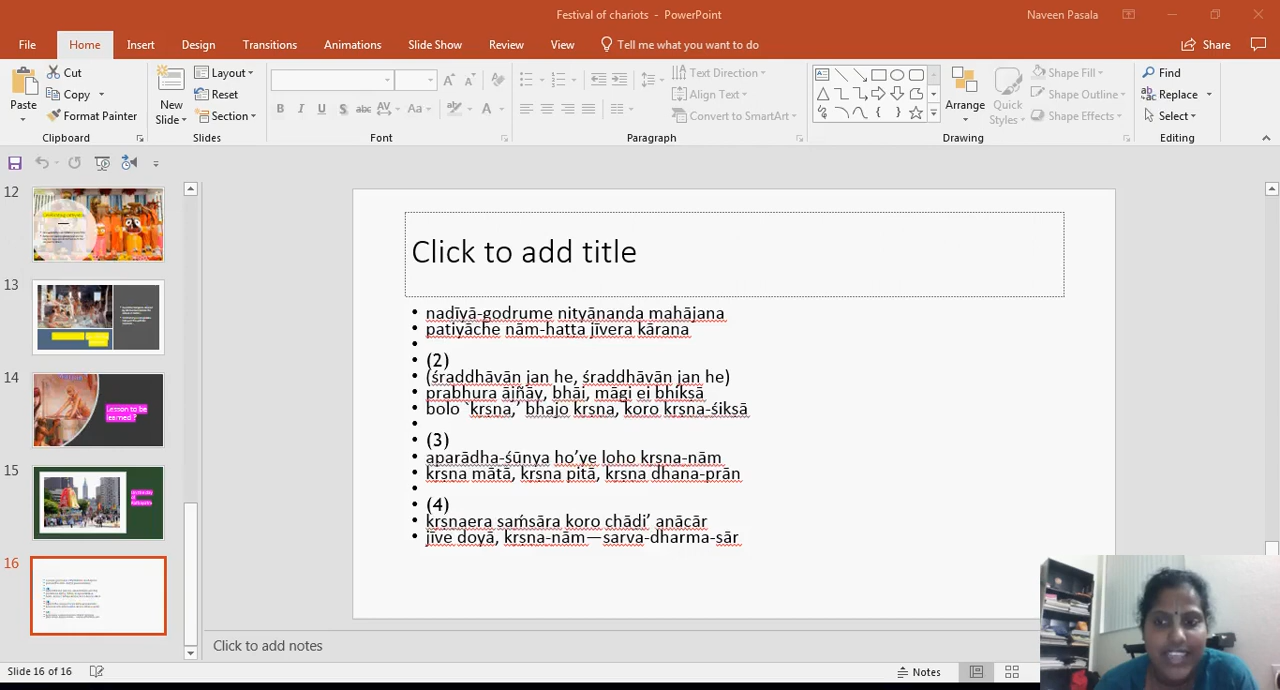 Festival of chariots - PowerPoint
Naveen Pasala
File
Home
Insert
Design
Transitions
Animations
Slide Show
Review
View
Tell me what you want to do
Share
Paste
Cut
Copy
Format Painter
Clipboard
New Slide
Layout
Reset
Section
Slides
B I U S abc AV Aa
Font
Paragraph
Text Direction
Align Text
Convert to SmartArt
Arrange
Quick Styles
Shape Fill
Shape Outline
Shape Effects
Drawing
Find
Replace
Select
Editing
12
13
14
Lesson to be learned ?
15
16
Click to add title
• nadīyā-godrume nityānanda mahājana
• patiyāche nām-haṭṭa jīvera kāraṇa
•
• (2)
• (śraddhāvān jan he, śraddhāvān jan he)
• prabhura ājñāy, bhāi, māgi ei bhikṣā
• bolo ‘kṛṣṇa,’ bhajo kṛṣṇa, koro kṛṣṇa-śikṣā
•
• (3)
• aparādha-śūnya ho’ye loho kṛṣṇa-nām
• kṛṣṇa mātā, kṛṣṇa pitā, kṛṣṇa dhana-prān
•
• (4)
• kṛṣṇaera saṁsāra koro chāḍi’ anācār
• jīve doyā, kṛṣṇa-nām—sarva-dharma-sār
Click to add notes
Slide 16 of 16
Notes